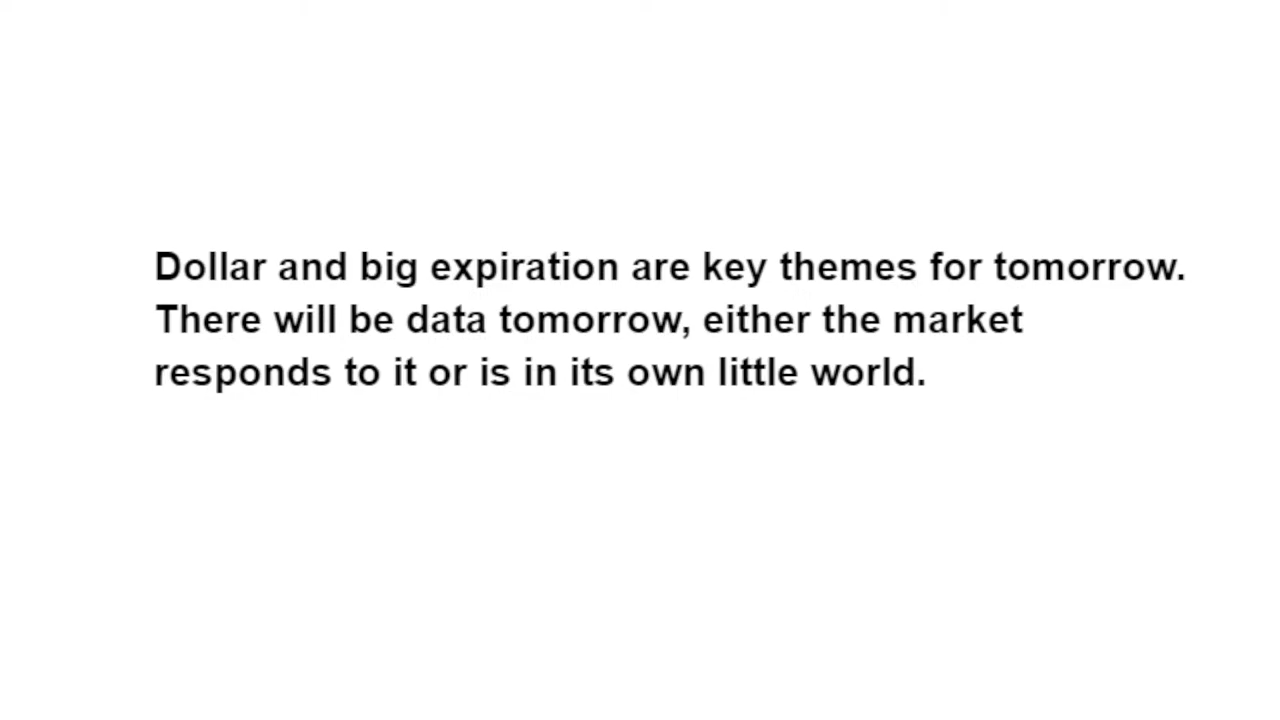 Dollar and big expiration are key themes for tomorrow.
There will be data tomorrow, either the market
responds to it or is in its own little world.